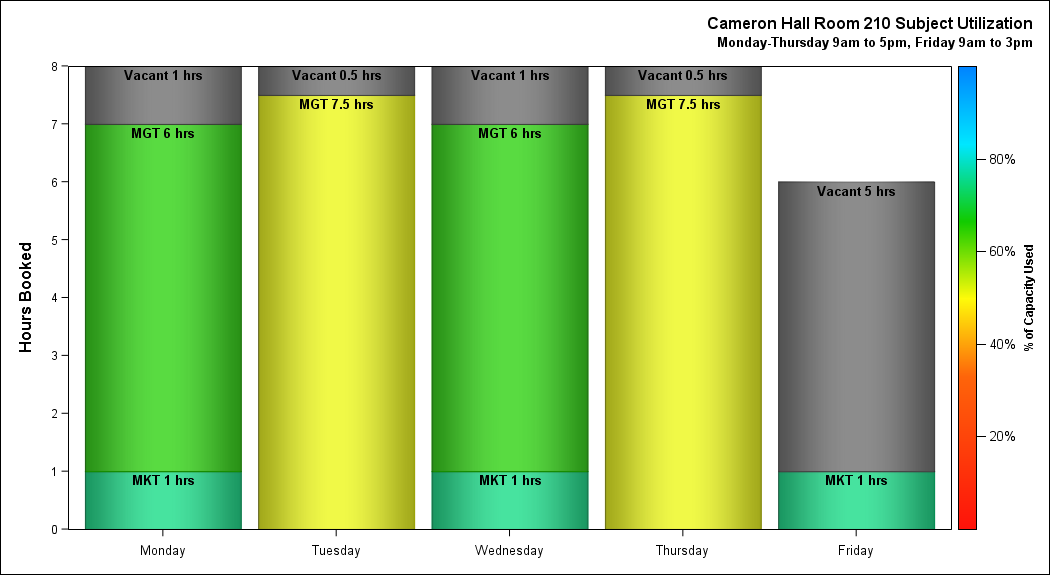 Cameron Hall Room 210 Subject Utilization
Monday-Thursday 9am to 5pm, Friday 9am to 3pm
Hours Booked
8
7
6
5
4
3
2
1
0
Vacant 1 hrs
MGT 6 hrs
MKT 1 hrs
Vacant 0.5 hrs
MGT 7.5 hrs
Vacant 1 hrs
MGT 6 hrs
MKT 1 hrs
Vacant 0.5 hrs
MGT 7.5 hrs
Vacant 5 hrs
MKT 1 hrs
Monday
Tuesday
Wednesday
Thursday
Friday
80%
60%
40%
20%
% of Capacity Used